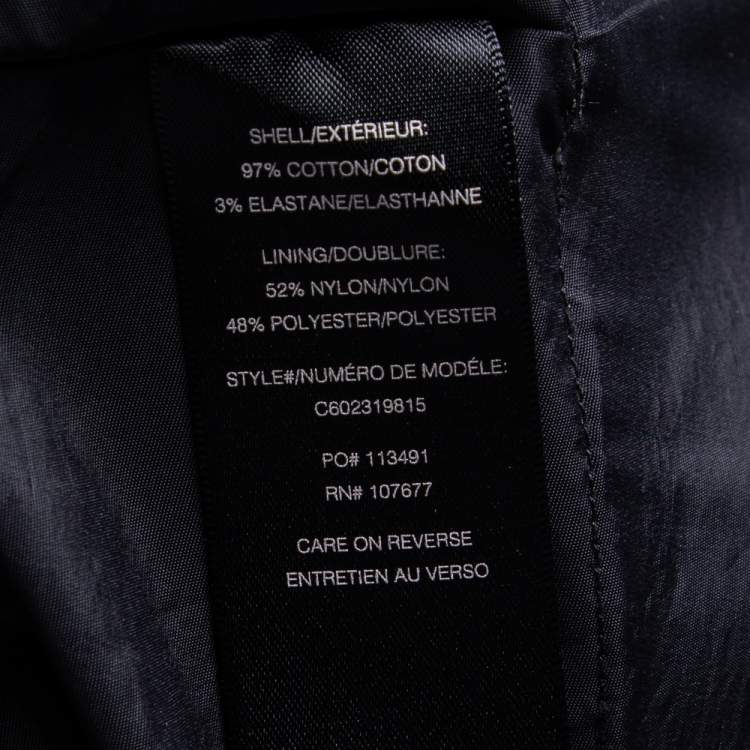 SHELL/EXTÉRIEUR:
97% COTTON/COTON
3% ELASTANE/ELASTHANNE
LINING/DOUBLURE:
52% NYLON/NYLON
48% POLYESTER/POLYESTER
STYLE#/NUMÉRO DE MODÉLE:
C602319815
PO# 113491
RN# 107677
CARE ON REVERSE
ENTRETIEN AU VERSO